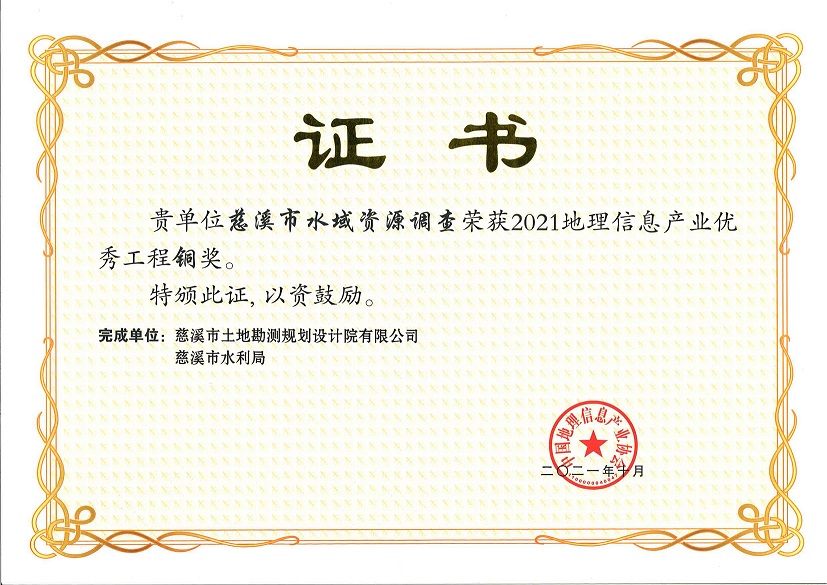 证 书
贵单位慈溪市水域资源调查荣获2021地理信息产业优
秀工程铜奖。
特颁此证,以资鼓励。
完成单位：慈溪市土地勘测规划设计院有限公司
慈溪市水利局
中国地理信息产业协会
二〇二一年十月